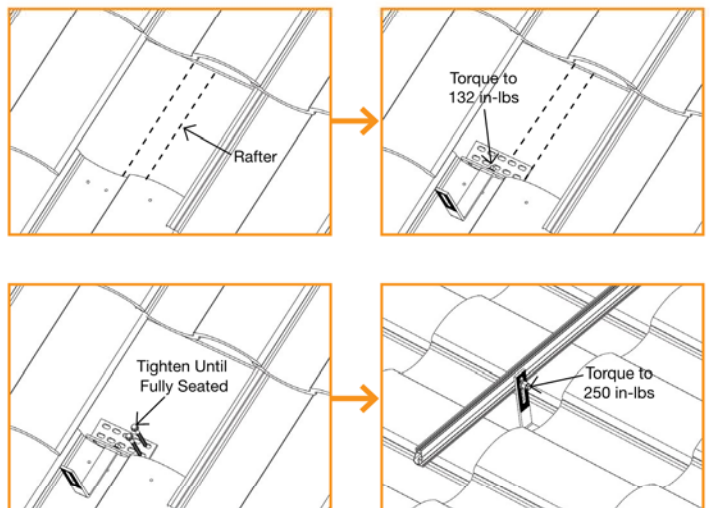 Rafter
Torque to
132 in-lbs
Tighten Until
Fully Seated
Torque to
250 in-lbs